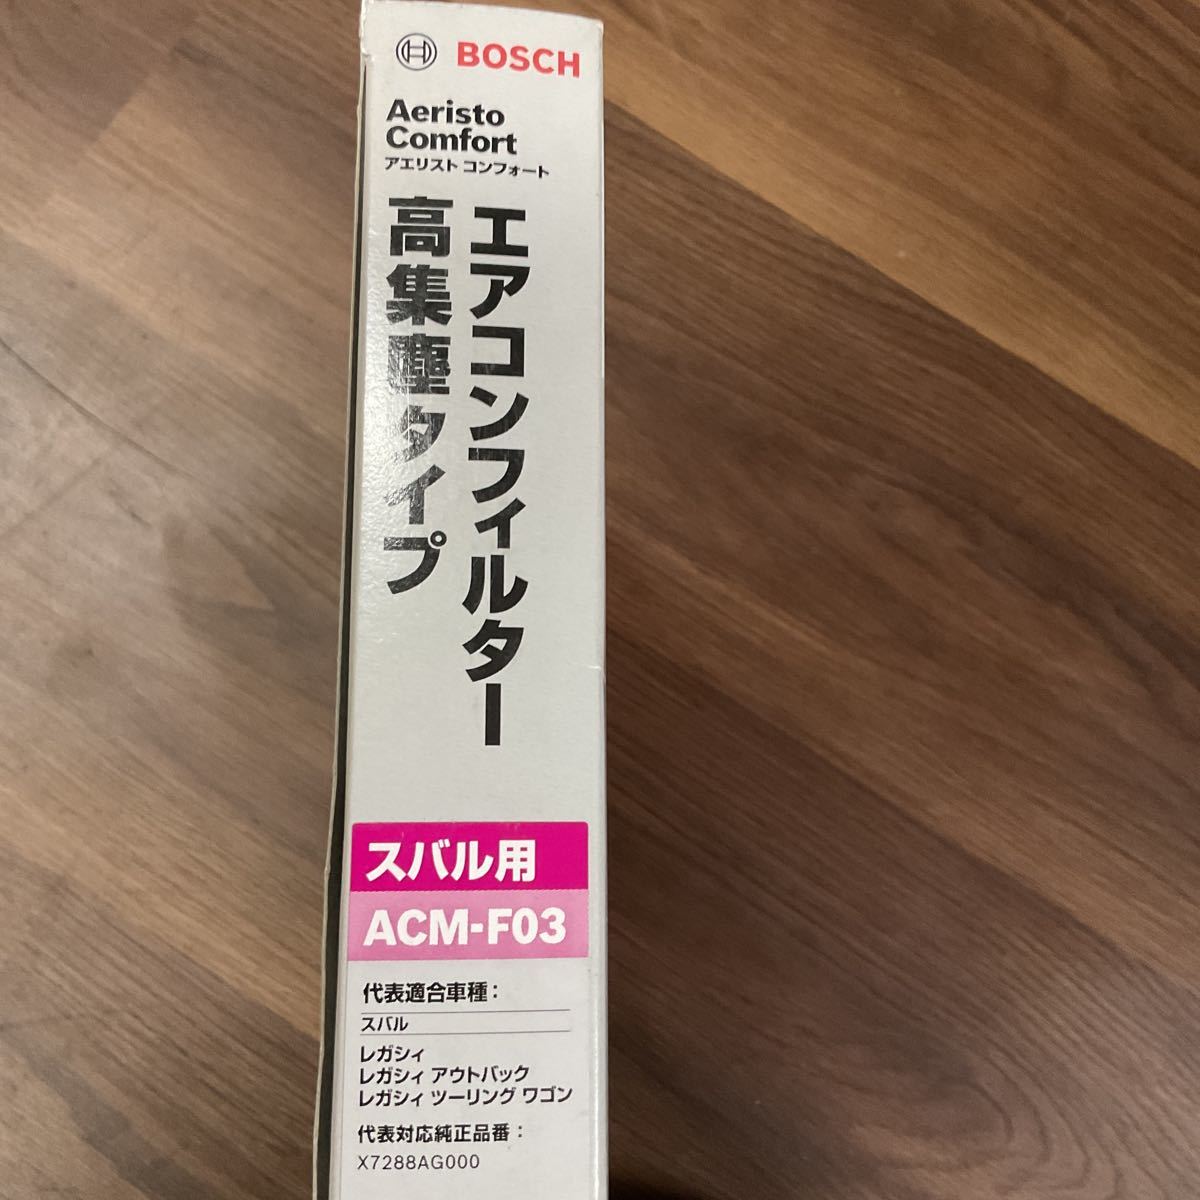 BOSCH
Aeristo
Comfort
アエリスト コンフォート
エアコンフィルター
高集塵タイプ
スバル用
ACM-F03
代表適合車種：
スバル
レガシィ
レガシィ アウトバック
レガシィ ツーリング ワゴン
代表対応純正品番：
X7288AG000